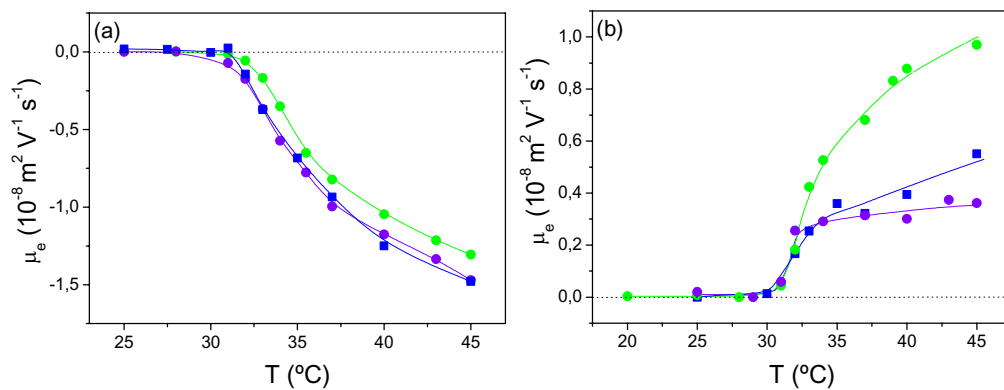 (a)
0,0
-0,5
-1,0
-1,5
μe (10-8 m2 V-1 s-1)
25 30 35 40 45
T (ºC)
(b)
1,0
0,8
0,6
0,4
0,2
0,0
μe (10-8 m2 V-1 s-1)
20 25 30 35 40 45
T (ºC)